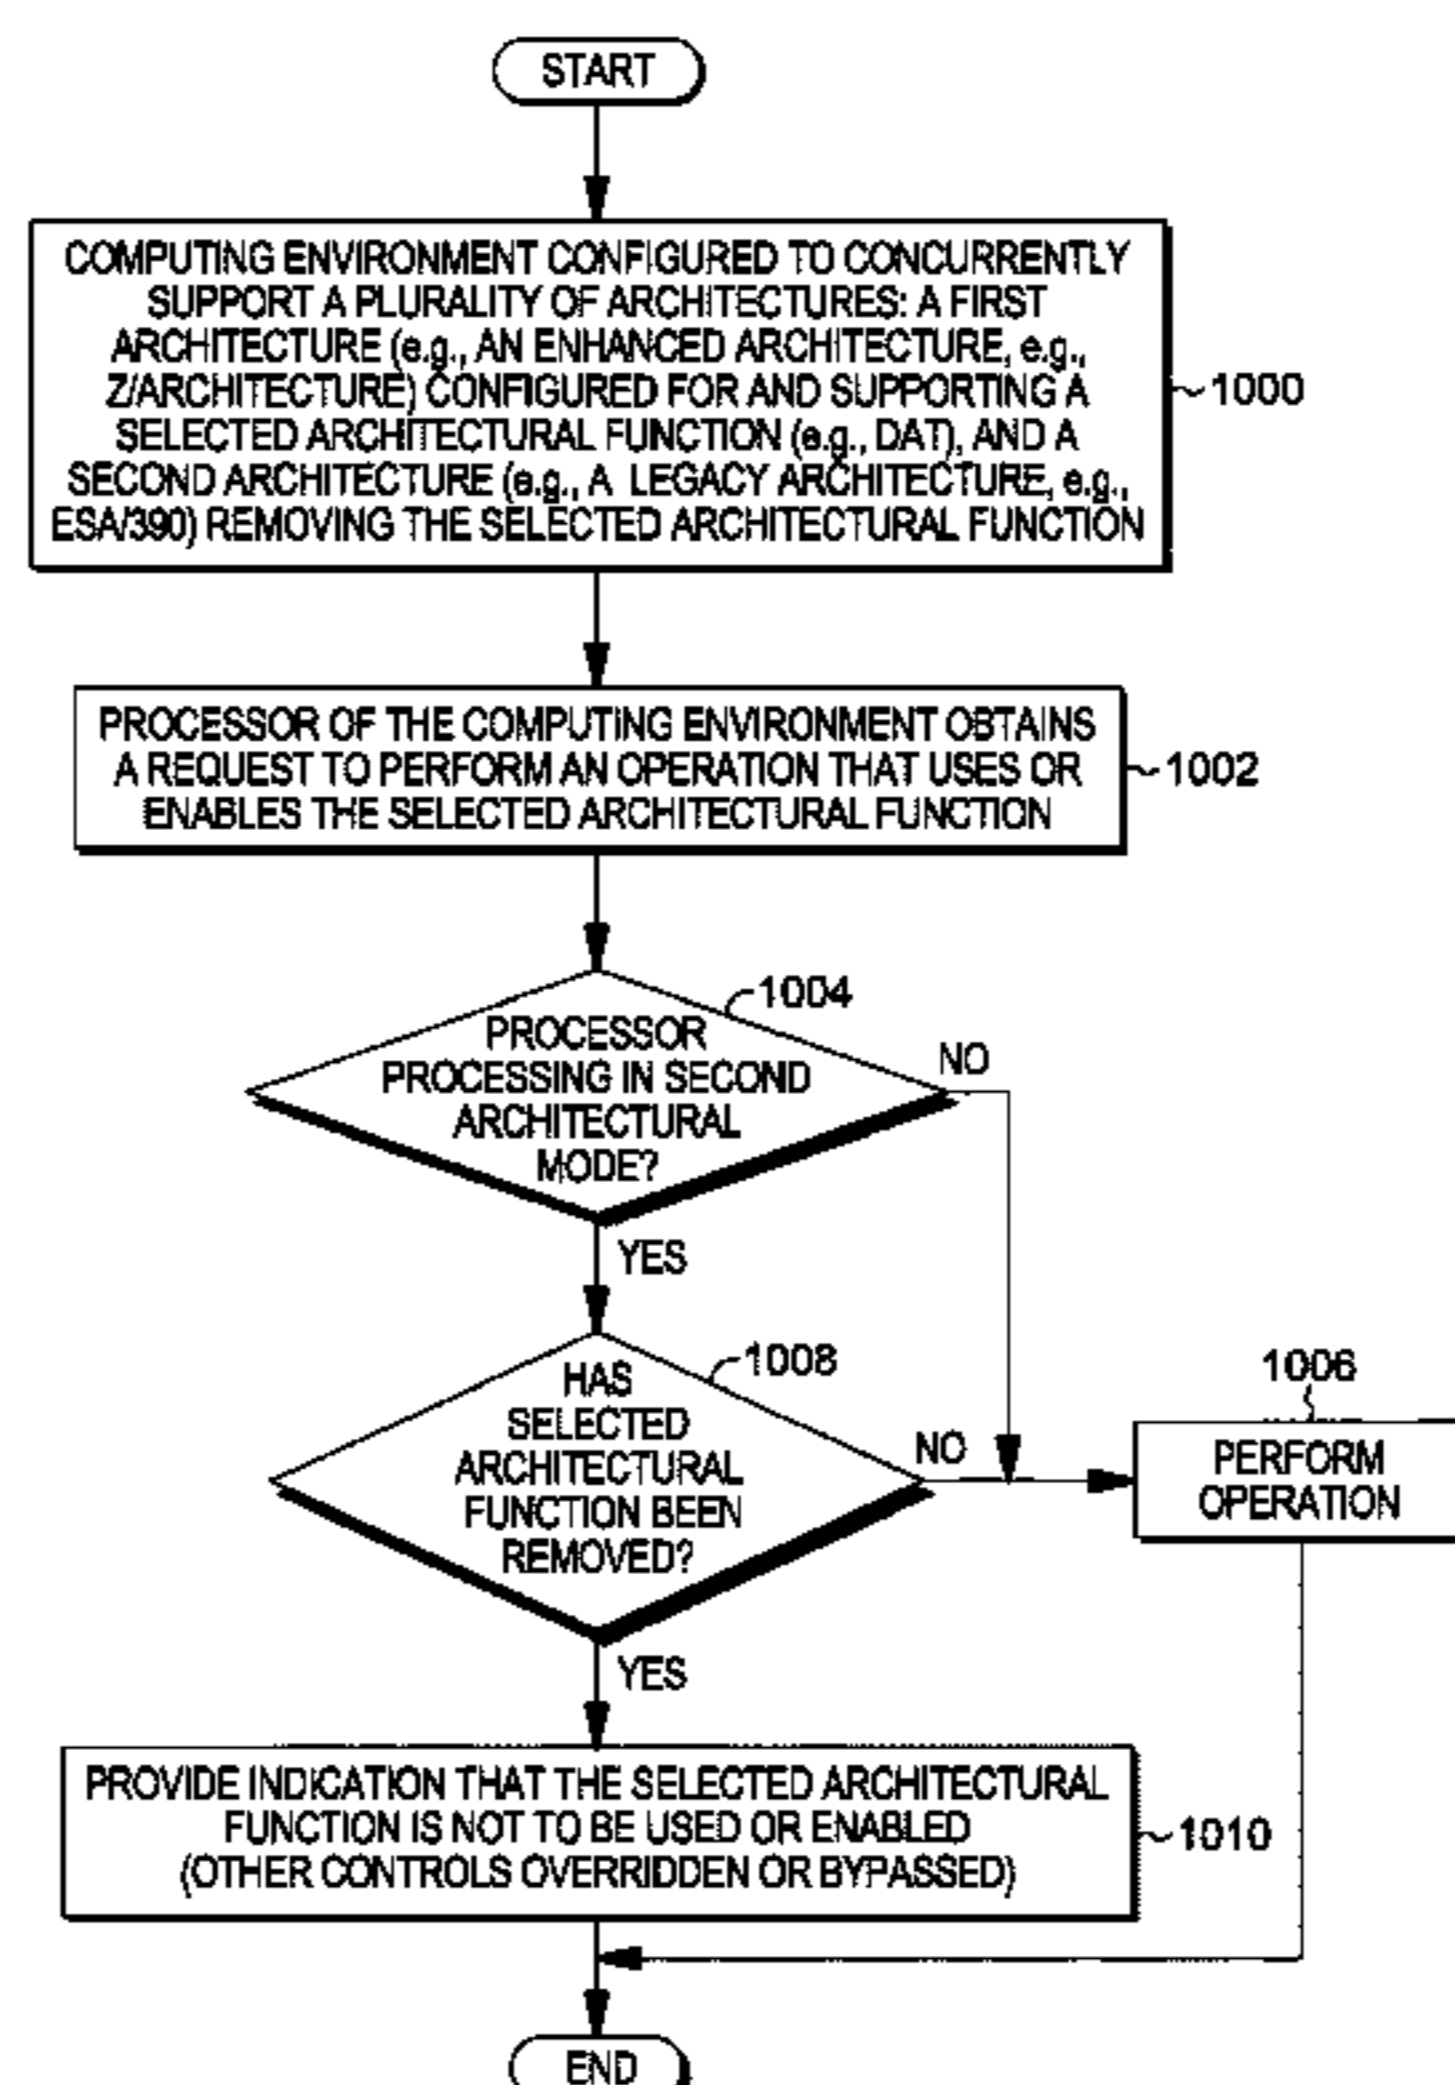 START
COMPUTING ENVIRONMENT CONFIGURED TO CONCURRENTLY
SUPPORT A PLURALITY OF ARCHITECTURES: A FIRST
ARCHITECTURE (e.g., AN ENHANCED ARCHITECTURE, e.g.,
Z/ARCHITECTURE) CONFIGURED FOR AND SUPPORTING A
SELECTED ARCHITECTURAL FUNCTION (e.g., DAT), AND A
SECOND ARCHITECTURE (e.g., A LEGACY ARCHITECTURE, e.g.,
ESA/390) REMOVING THE SELECTED ARCHITECTURAL FUNCTION
1000
PROCESSOR OF THE COMPUTING ENVIRONMENT OBTAINS
A REQUEST TO PERFORM AN OPERATION THAT USES OR
ENABLES THE SELECTED ARCHITECTURAL FUNCTION
1002
1004
PROCESSOR
PROCESSING IN SECOND
ARCHITECTURAL
MODE?
NO
YES
1008
HAS
SELECTED
ARCHITECTURAL
FUNCTION BEEN
REMOVED?
NO
1006
PERFORM
OPERATION
YES
PROVIDE INDICATION THAT THE SELECTED ARCHITECTURAL
FUNCTION IS NOT TO BE USED OR ENABLED
(OTHER CONTROLS OVERRIDDEN OR BYPASSED)
1010
END